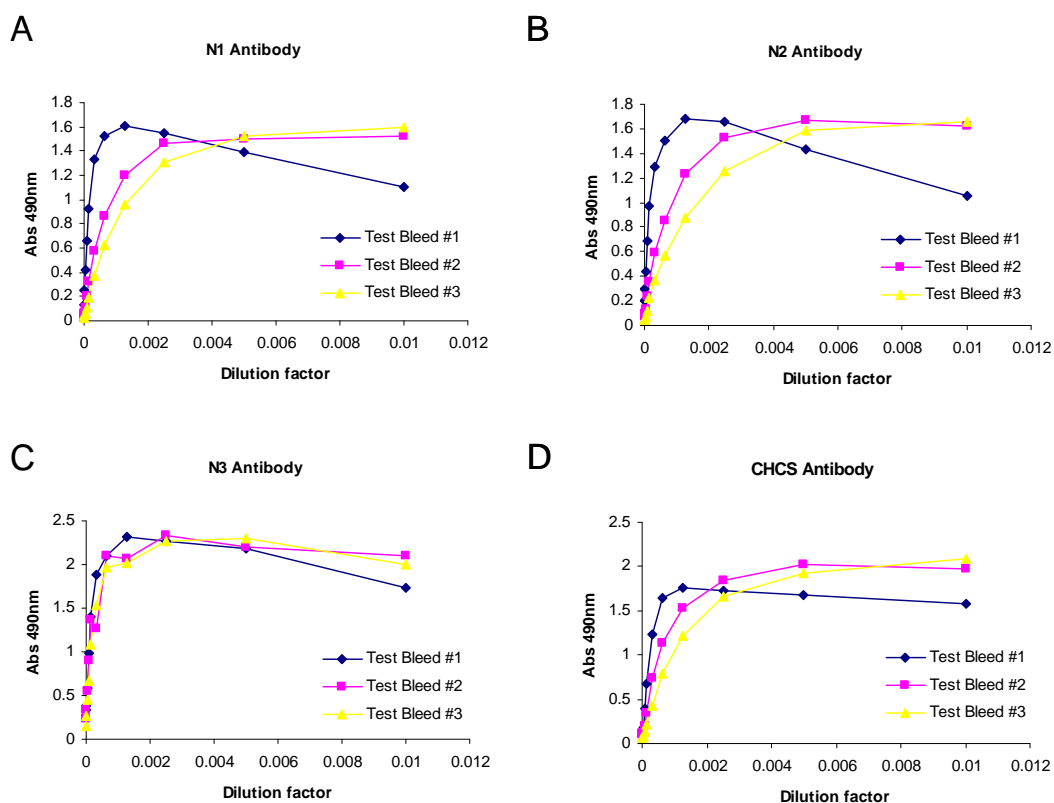 A
N1 Antibody
1.8
1.6
1.4
1.2
1
0.8
0.6
0.4
0.2
0
Abs 490nm
Test Bleed #1
Test Bleed #2
Test Bleed #3
0 0.002 0.004 0.006 0.008 0.01 0.012
Dilution factor
B
N2 Antibody
1.8
1.6
1.4
1.2
1
0.8
0.6
0.4
0.2
0
Abs 490nm
Test Bleed #1
Test Bleed #2
Test Bleed #3
0 0.002 0.004 0.006 0.008 0.01 0.012
Dilution factor
C
N3 Antibody
2.5
2
1.5
1
0.5
0
Abs 490nm
Test Bleed #1
Test Bleed #2
Test Bleed #3
0 0.002 0.004 0.006 0.008 0.01 0.012
Dilution factor
D
CHCS Antibody
2.5
2
1.5
1
0.5
0
Abs 490nm
Test Bleed #1
Test Bleed #2
Test Bleed #3
0 0.002 0.004 0.006 0.008 0.01 0.012
Dilution factor